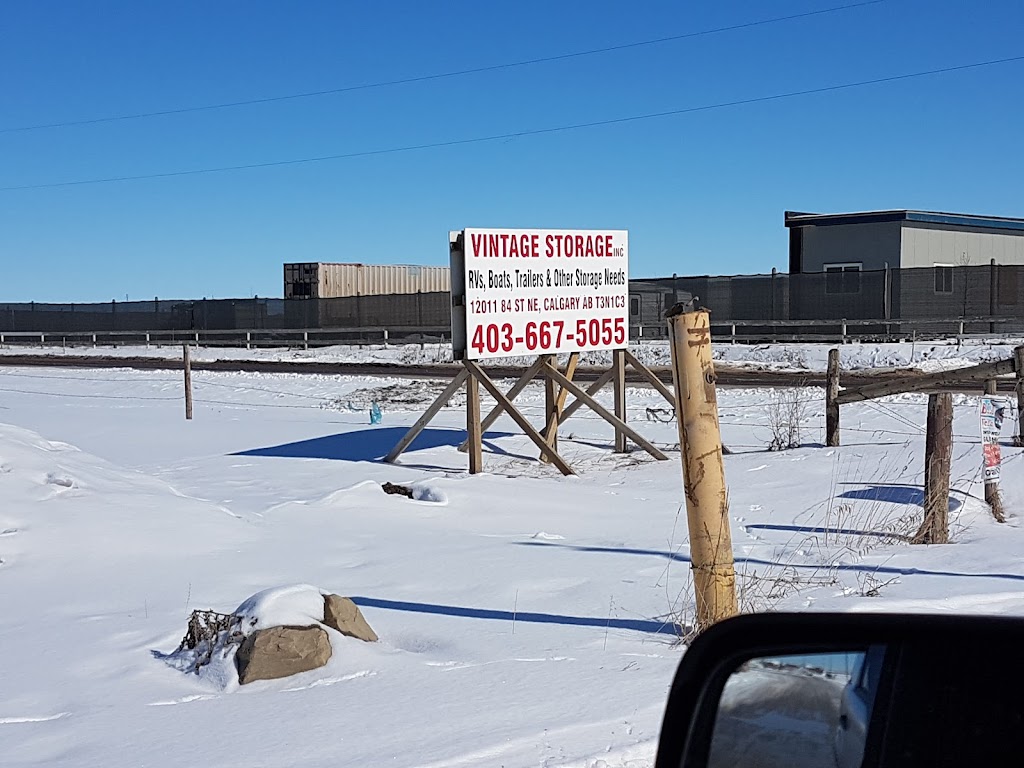 VINTAGE STORAGE INC
RVs, Boats, Trailers & Other Storage Needs
12011 84 ST NE, CALGARY AB T3N1C3
403-667-5055